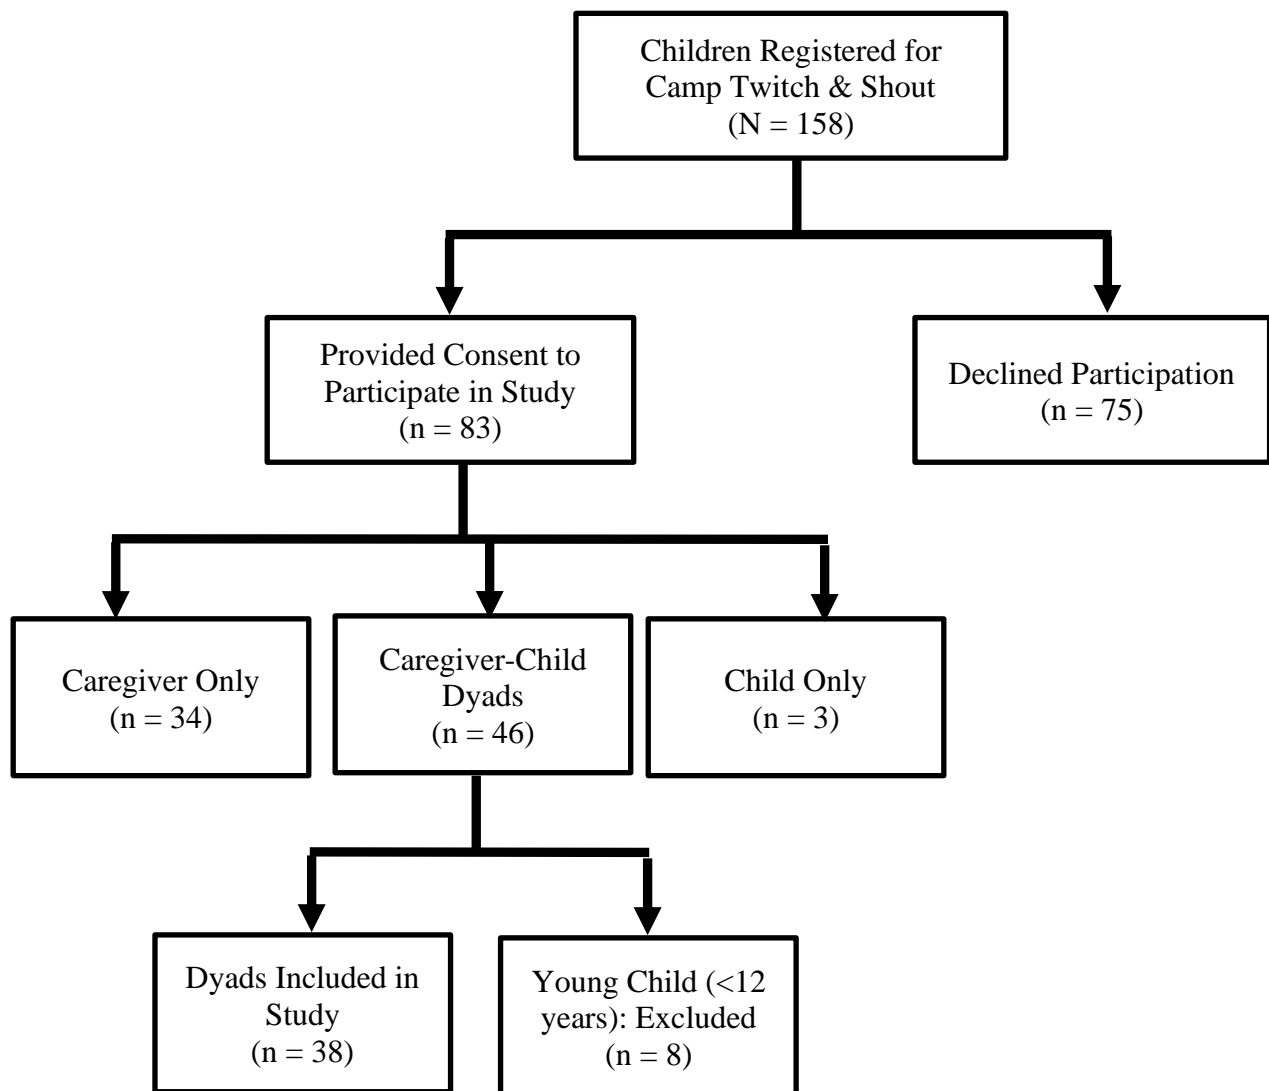 Children Registered for
Camp Twitch & Shout
(N = 158)
Provided Consent to
Participate in Study
(n = 83)
Declined Participation
(n = 75)
Caregiver Only
(n = 34)
Caregiver-Child
Dyads
(n = 46)
Child Only
(n = 3)
Dyads Included in
Study
(n = 38)
Young Child (<12
years): Excluded
(n = 8)